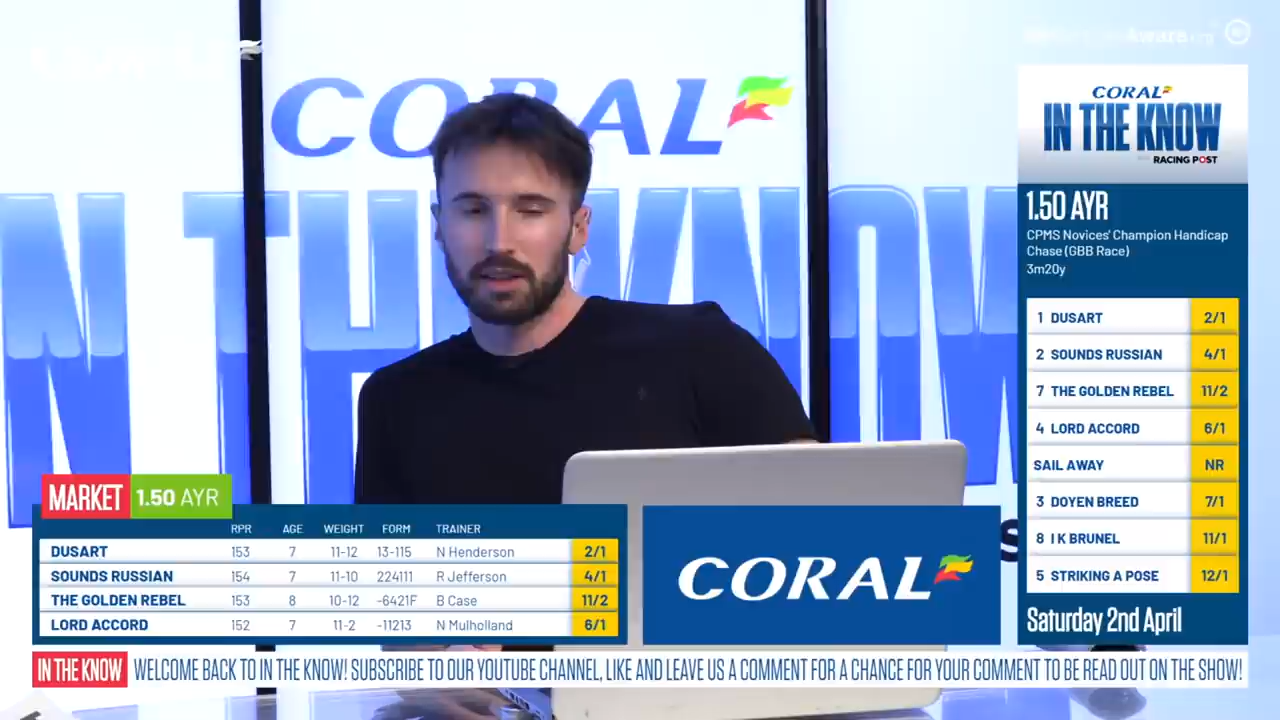 CORAL
IN THE KNOW
CORAL
IN THE KNOW
RACING POST
1.50 AYR
CPMS Novices' Champion Handicap
Chase (GBB Race)
3m20y
1 DUSART 2/1
2 SOUNDS RUSSIAN 4/1
7 THE GOLDEN REBEL 11/2
4 LORD ACCORD 6/1
SAIL AWAY NR
3 DOYEN BREED 7/1
8 I K BRUNEL 11/1
5 STRIKING A POSE 12/1
Saturday 2nd April
MARKET 1.50 AYR
RPR AGE WEIGHT FORM TRAINER
DUSART 153 7 11-12 13-115 N Henderson 2/1
SOUNDS RUSSIAN 154 7 11-10 224111 R Jefferson 4/1
THE GOLDEN REBEL 153 8 10-12 -6421F B Case 11/2
LORD ACCORD 152 7 11-2 -11213 N Mulholland 6/1
CORAL
IN THE KNOW WELCOME BACK TO IN THE KNOW! SUBSCRIBE TO OUR YOUTUBE CHANNEL, LIKE AND LEAVE US A COMMENT FOR A CHANCE FOR YOUR COMMENT TO BE READ OUT ON THE SHOW!